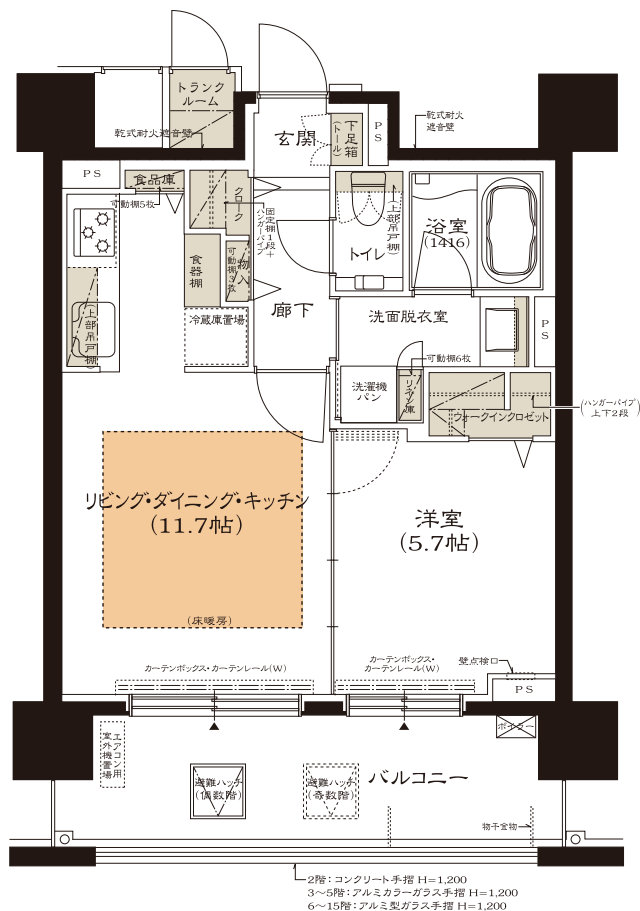 トランク
ルーム
乾式耐火遮音壁
玄関
下足箱
(トール)
PS
乾式耐火
遮音壁
PS
食品庫
可動棚5枚
クローク
固定棚1段+
ハンガーパイプ
(上部吊戸棚)
トイレ
浴室
(1416)
食器棚
物入
可動棚3枚
冷蔵庫置場
廊下
洗面脱衣室
PS
(上部吊戸棚)
可動棚6枚
洗濯機
パン
リネン庫
ウォークインクロゼット
(ハンガーパイプ
上下2段)
リビング・ダイニング・キッチン
(11.7帖)
洋室
(5.7帖)
(床暖房)
カーテンボックス・カーテンレール(W)
カーテンボックス・
カーテンレール(W)
壁点検口
PS
ボイラー
エアコン用
室外機置場
避難ハッチ
(偶数階)
避難ハッチ
(奇数階)
バルコニー
物干金物
2階：コンクリート手摺 H=1,200
3～5階：アルミカラーガラス手摺 H=1,200
6～15階：アルミ型ガラス手摺 H=1,200